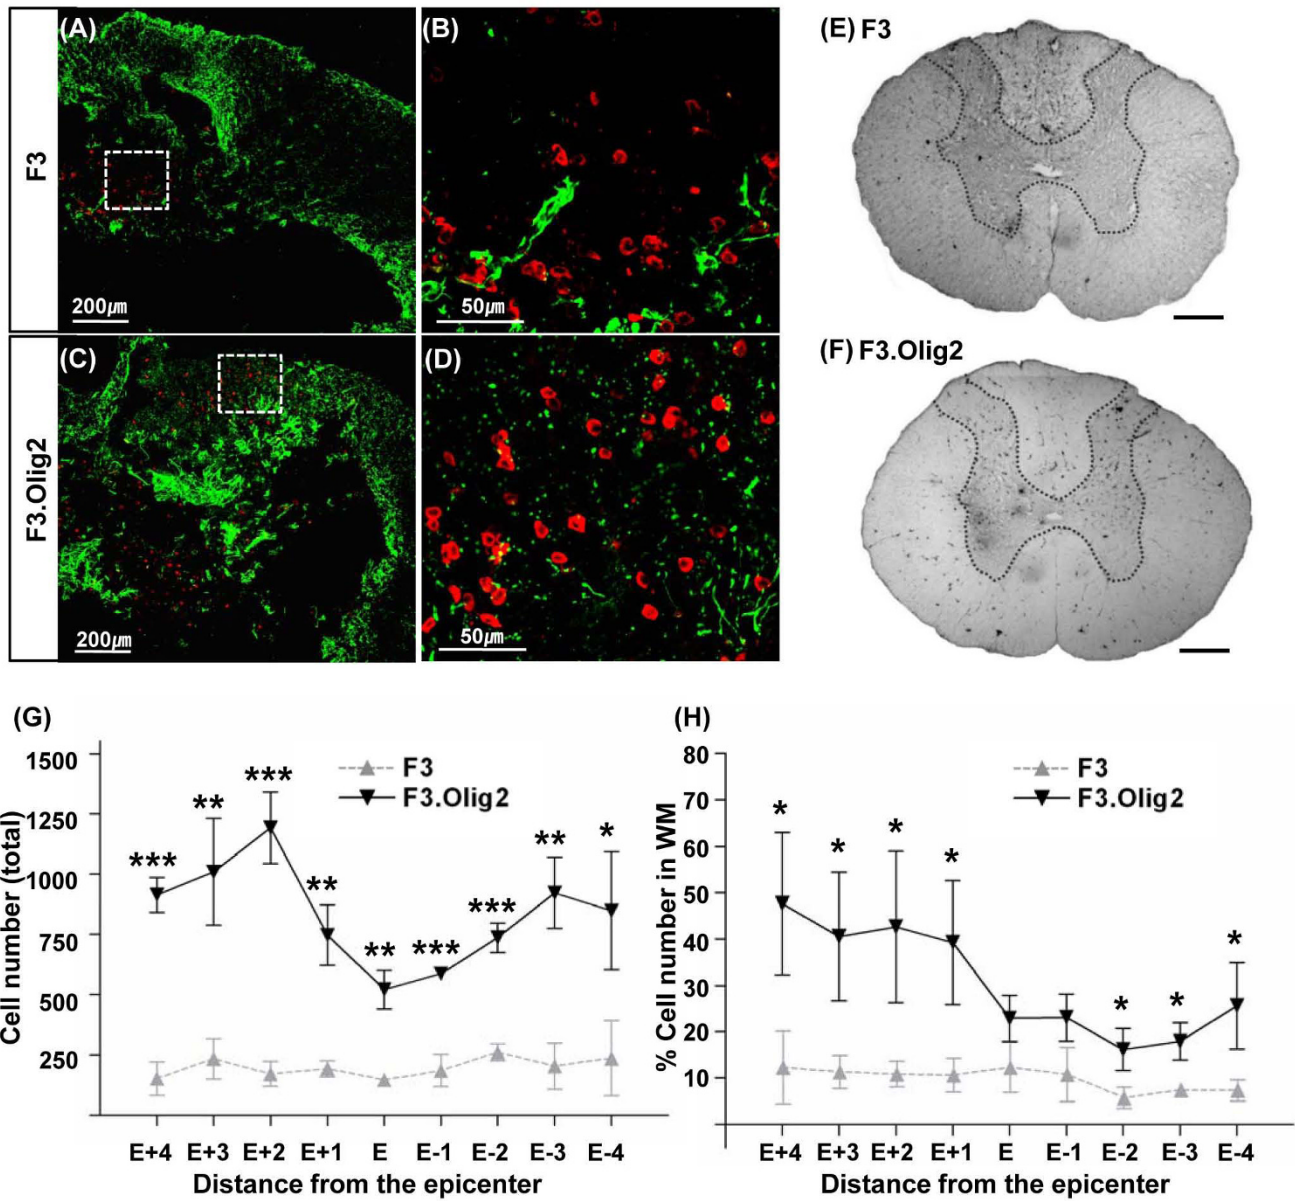 F3
(A)
200㎛
(B)
50㎛
(E) F3
F3.Olig2
(C)
200㎛
(D)
50㎛
(F) F3.Olig2
(G)
Cell number (total)
1500
1250
1000
750
500
250
F3
F3.Olig2
*** ** *** ** ** *** *** ** *
E+4 E+3 E+2 E+1 E E-1 E-2 E-3 E-4
Distance from the epicenter
(H)
% Cell number in WM
80
70
60
50
40
30
20
10
F3
F3.Olig2
* * * * * * *
E+4 E+3 E+2 E+1 E E-1 E-2 E-3 E-4
Distance from the epicenter